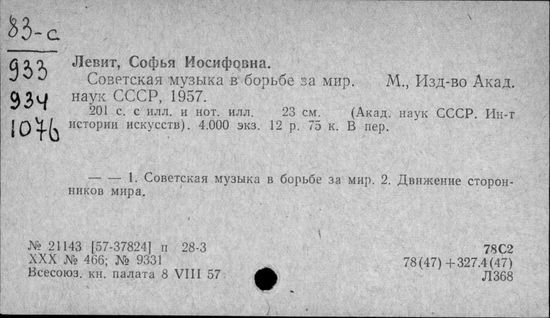 83-с
933
934
1076
Левит, Софья Иосифовна.
Советская музыка в борьбе за мир. М., Изд-во Акад.
наук СССР, 1957.
201 с. с илл. и нот. илл. 23 см. (Акад. наук СССР. Ин-т
истории искусств). 4.000 экз. 12 р. 75 к. В пер.
— — 1. Советская музыка в борьбе за мир. 2. Движение сторон-
ников мира.
№ 21143 [57-37824] п 28-3 78С2
XXX № 466; № 9331 78(47)+327.4(47)
Всесоюз. кн. палата 8 VIII 57 Л368